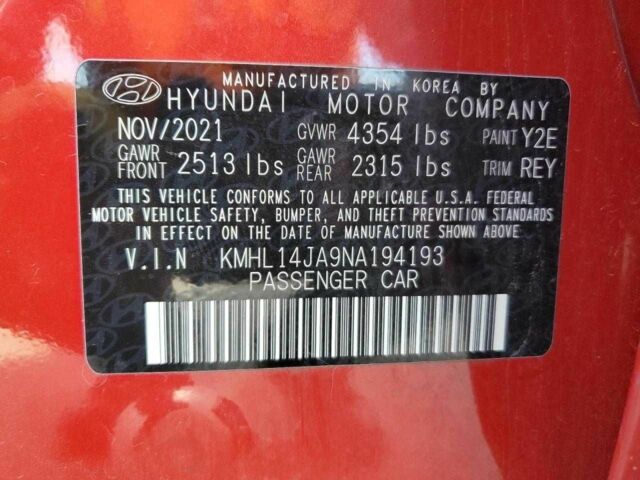 MANUFACTURED IN KOREA BY
HYUNDAI MOTOR COMPANY
NOV/2021 GVWR 4354 lbs PAINT Y2E
GAWR FRONT 2513 lbs GAWR REAR 2315 lbs TRIM REY
THIS VEHICLE CONFORMS TO ALL APPLICABLE U.S.A. FEDERAL
MOTOR VEHICLE SAFETY, BUMPER, AND THEFT PREVENTION STANDARDS
IN EFFECT ON THE DATE OF MANUFACTURE SHOWN ABOVE.
V.I.N KMHL14JA9NA194193
PASSENGER CAR